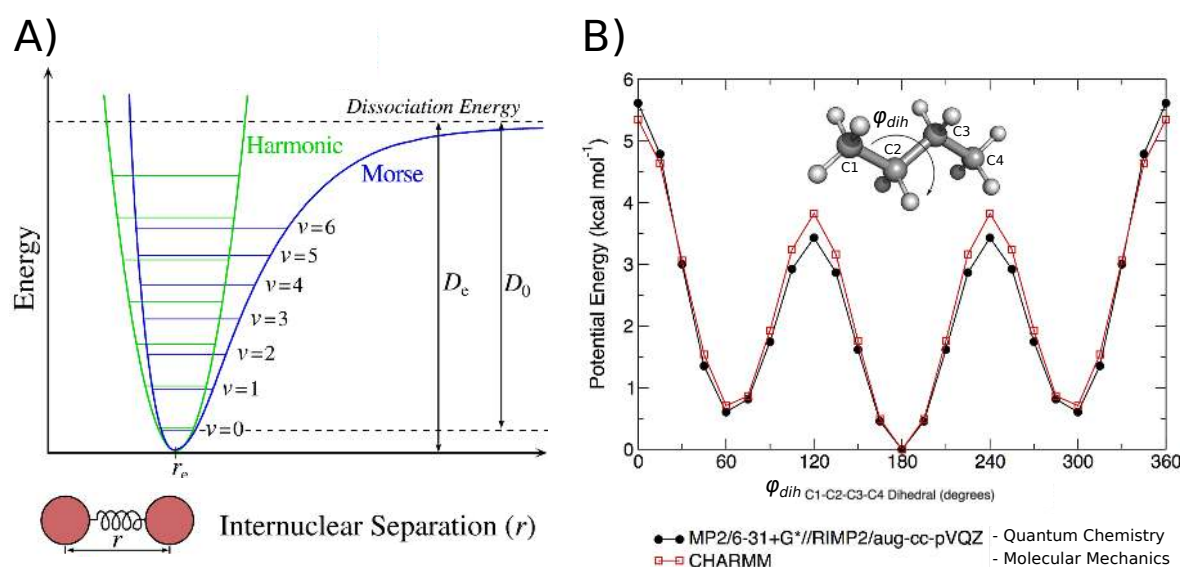 A)
Dissociation Energy
Harmonic
Morse
Energy
v=6
v=5
v=4
v=3
v=2
v=1
v=0
De
D0
re
r
Internuclear Separation (r)
B)
Potential Energy (kcal mol⁻¹)
6
5
4
3
2
1
0
φdih
C1
C2
C3
C4
0 60 120 180 240 300 360
φdih C1-C2-C3-C4 Dihedral (degrees)
MP2/6-31+G*//RIMP2/aug-cc-pVQZ - Quantum Chemistry
CHARMM - Molecular Mechanics